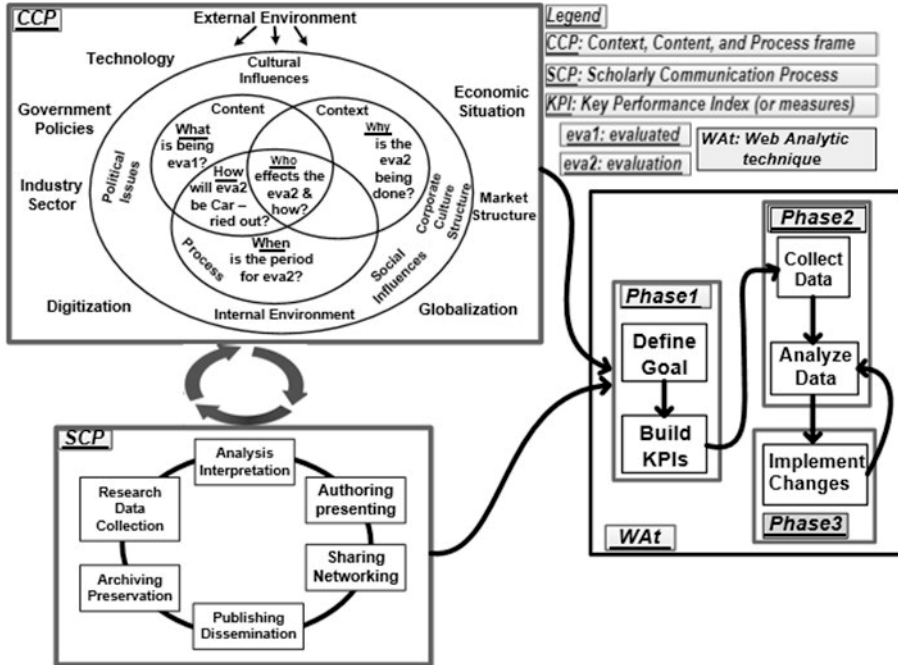 CCP
External Environment
Technology
Cultural
Influences
Government
Policies
Economic
Situation
Content
Context
What
is being
eva1?
Why
is the
eva2
being
done?
How
will eva2
be Car –
ried out?
Who
effects the
eva2 &
how?
Political
Issues
Industry
Sector
Corporate
Culture
Structure
Market
Structure
Process
When
is the period
for eva2?
Social
Influences
Digitization
Internal Environment
Globalization
Legend
CCP: Context, Content, and Process frame
SCP: Scholarly Communication Process
KPI: Key Performance Index (or measures)
eva1: evaluated
eva2: evaluation
WAt: Web Analytic
technique
SCP
Analysis
Interpretation
Research
Data
Collection
Authoring
presenting
Sharing
Networking
Archiving
Preservation
Publishing
Dissemination
Phase1
Define
Goal
Build
KPIs
Phase2
Collect
Data
Analyze
Data
Implement
Changes
Phase3
WAt